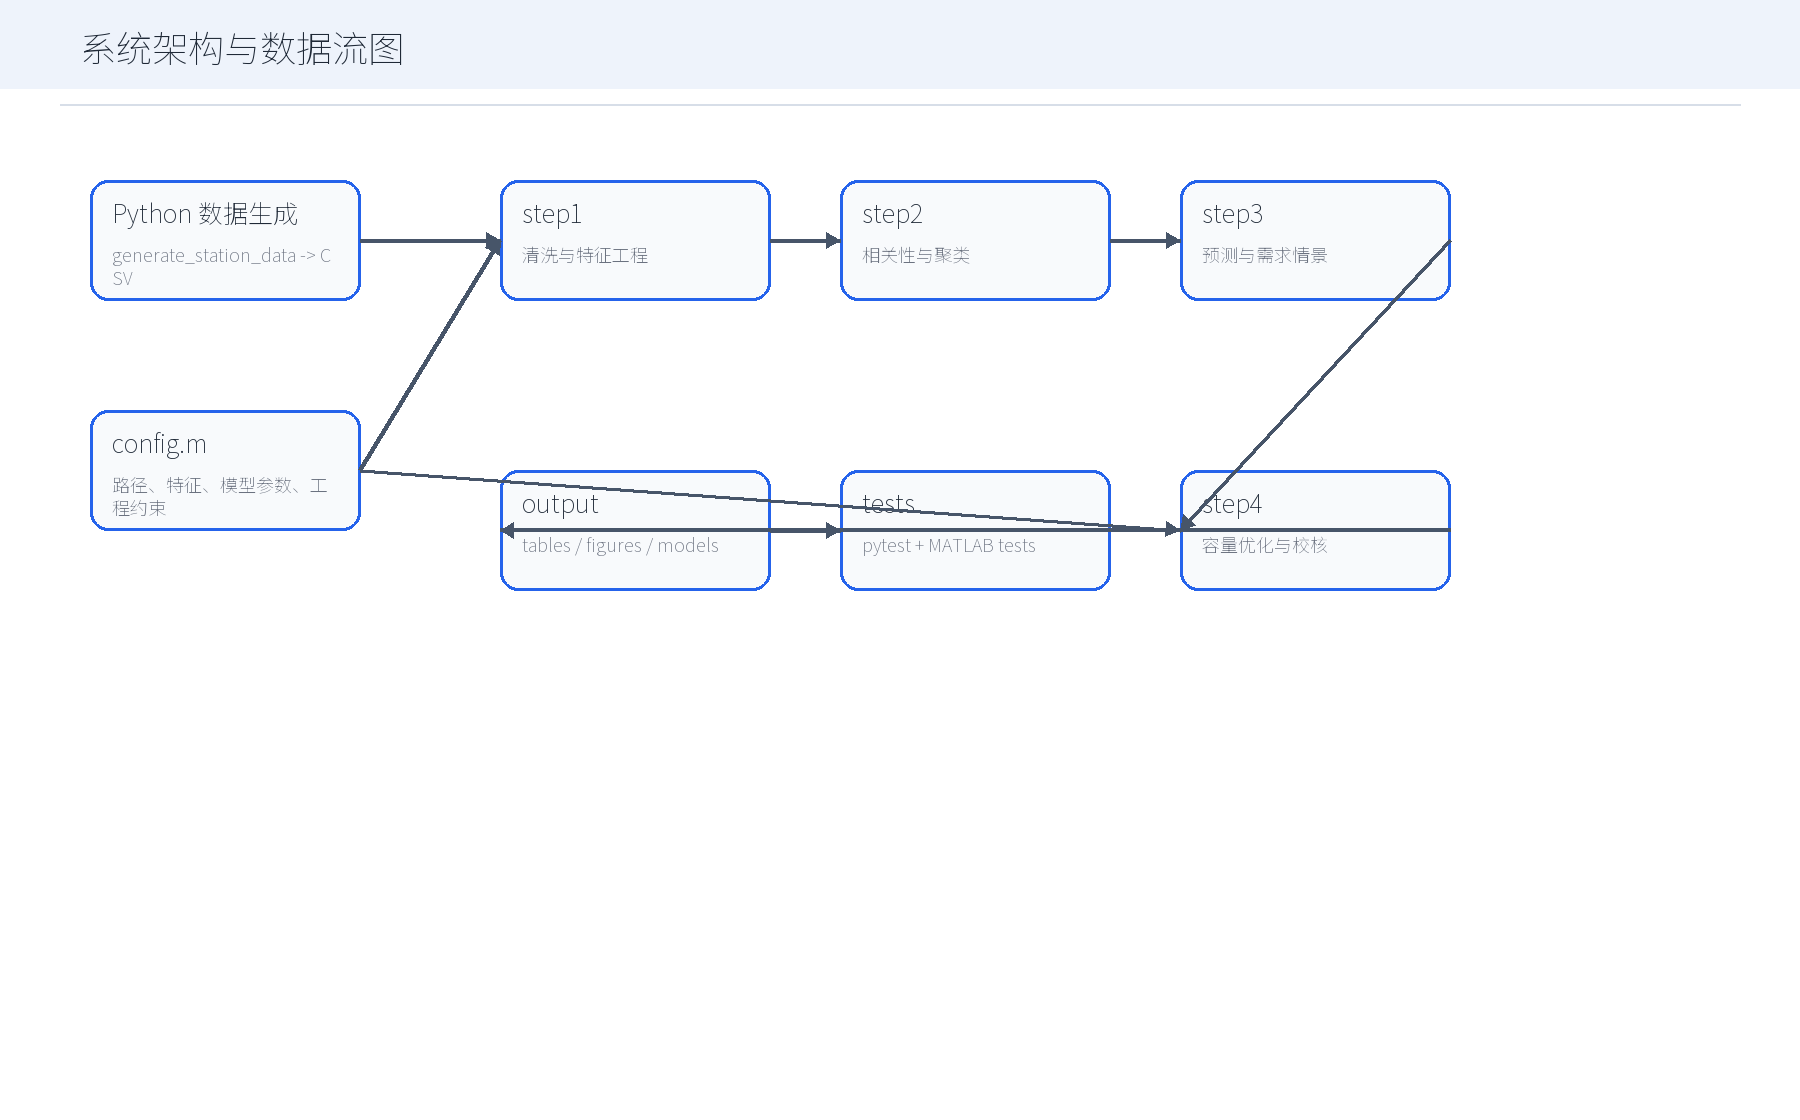 系统架构与数据流图
Python 数据生成
generate_station_data -> C
SV
step1
清洗与特征工程
step2
相关性与聚类
step3
预测与需求情景
config.m
路径、特征、模型参数、工
程约束
output
tables / figures / models
tests
pytest + MATLAB tests
step4
容量优化与校核